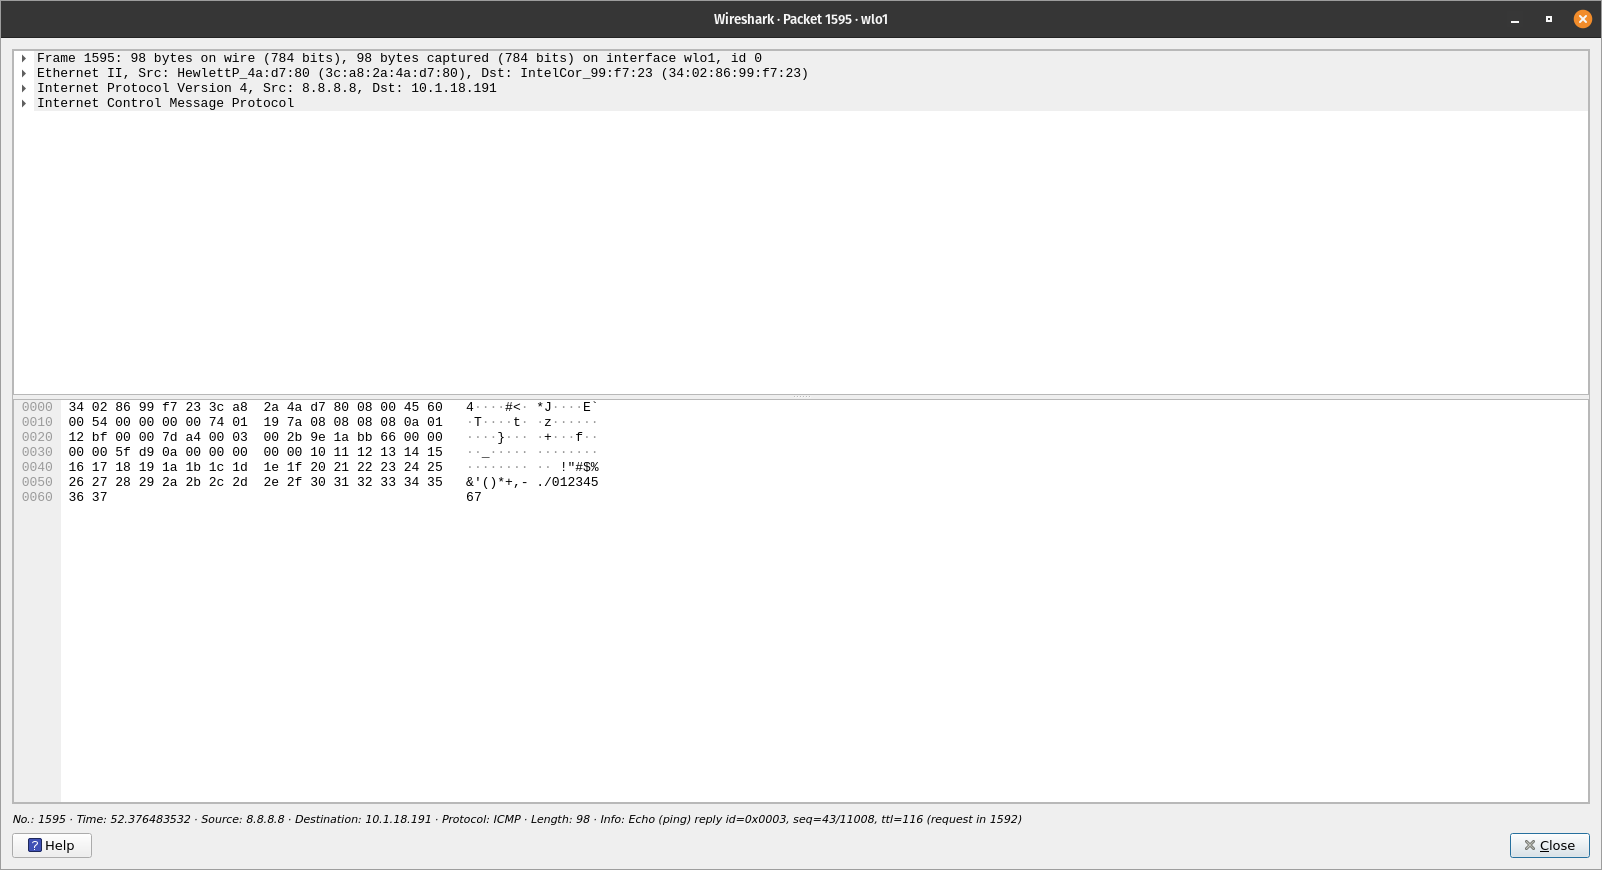 Wireshark · Packet 1595 · wlo1
Frame 1595: 98 bytes on wire (784 bits), 98 bytes captured (784 bits) on interface wlo1, id 0
Ethernet II, Src: HewlettP_4a:d7:80 (3c:a8:2a:4a:d7:80), Dst: IntelCor_99:f7:23 (34:02:86:99:f7:23)
Internet Protocol Version 4, Src: 8.8.8.8, Dst: 10.1.18.191
Internet Control Message Protocol
0000 34 02 86 99 f7 23 3c a8 2a 4a d7 80 08 00 45 60 4····#<· *J····E`
0010 00 54 00 00 00 00 74 01 19 7a 08 08 08 08 0a 01 ·T····t· ·z······
0020 12 bf 00 00 7d a4 00 03 00 2b 9e 1a bb 66 00 00 ····}··· ·+···f··
0030 00 00 5f d9 0a 00 00 00 00 00 10 11 12 13 14 15 ··_····· ········
0040 16 17 18 19 1a 1b 1c 1d 1e 1f 20 21 22 23 24 25 ········ ·· !"#$%
0050 26 27 28 29 2a 2b 2c 2d 2e 2f 30 31 32 33 34 35 &'()*+,- ./012345
0060 36 37 67
No.: 1595 · Time: 52.376483532 · Source: 8.8.8.8 · Destination: 10.1.18.191 · Protocol: ICMP · Length: 98 · Info: Echo (ping) reply id=0x0003, seq=43/11008, ttl=116 (request in 1592)
? Help
Close